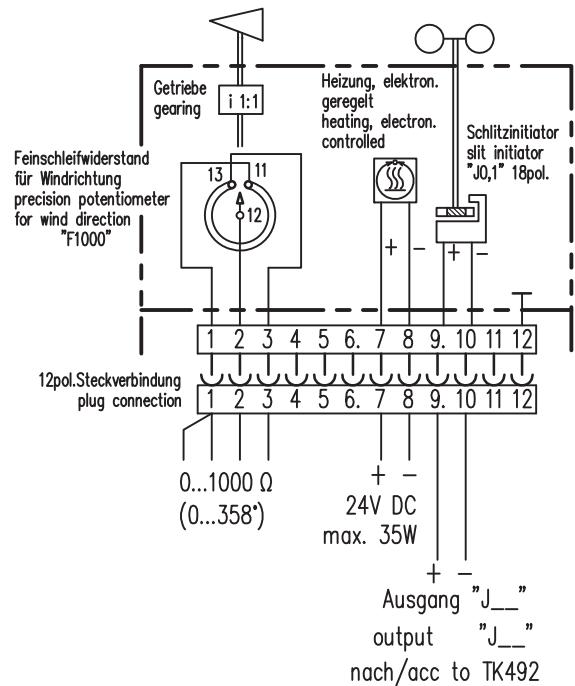 Getriebe
gearing
i 1:1
Heizung, elektron.
geregelt
heating, electron.
controlled
Schlitzinitiator
slit initiator
"J0,1" 18pol.
Feinschleifwiderstand
für Windrichtung
precision potentiometer
for wind direction
"F1000"
13 11
12
+ −
+ −
1 2 3 4 5 6. 7 8 9. 10 11 12
12pol.Steckverbindung
plug connection
1 2 3 4 5 6. 7 8 9. 10 11 12
0...1000 Ω
(0...358°)
+ −
24V DC
max. 35W
+ −
Ausgang "J__"
output "J__"
nach/acc to TK492